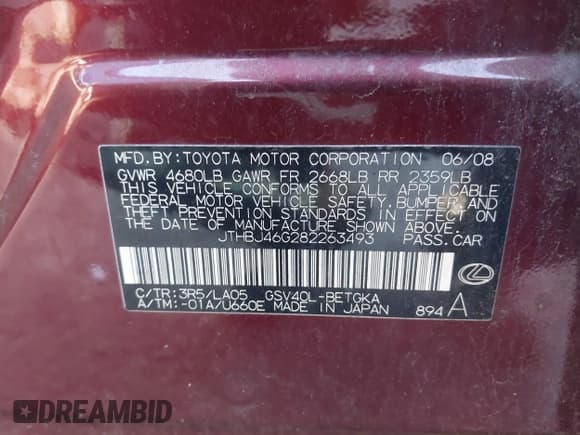 MFD. BY: TOYOTA MOTOR CORPORATION 06/08
GVWR 4680LB GAWR FR 2668LB RR 2359LB
THIS VEHICLE CONFORMS TO ALL APPLICABLE
FEDERAL MOTOR VEHICLE SAFETY, BUMPER, AND
THEFT PREVENTION STANDARDS IN EFFECT ON
THE DATE OF MANUFACTURE SHOWN ABOVE.
JTHBJ46G282263493 PASS. CAR
C/TR: 3R5/LA05 GSV40L-BETGKA
A/TM: -01A/U660E MADE IN JAPAN 894 A
DREAMBID